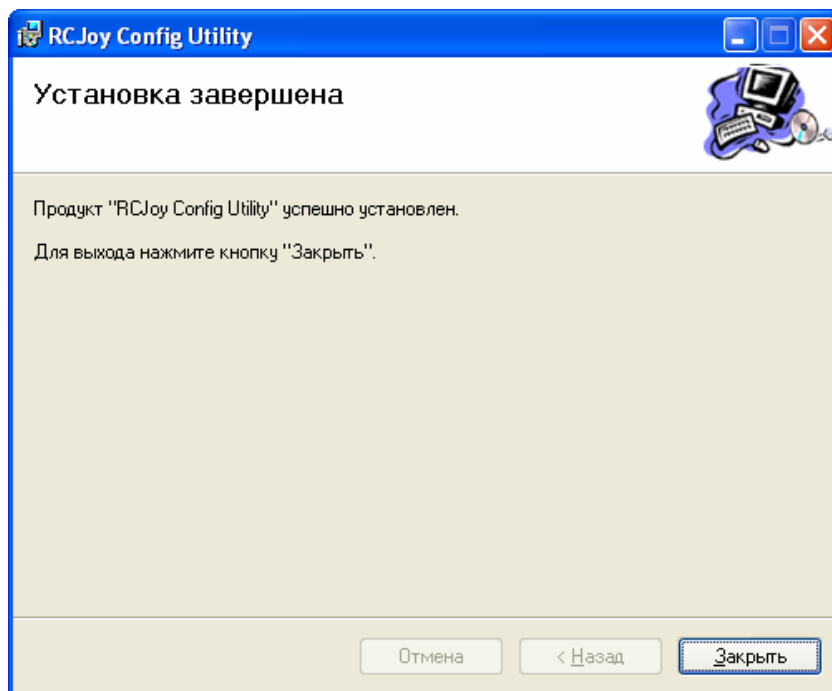 RCJoy Config Utility
Установка завершена
Продукт "RCJoy Config Utility" успешно установлен.
Для выхода нажмите кнопку "Закрыть".
Отмена
< Назад
Закрыть